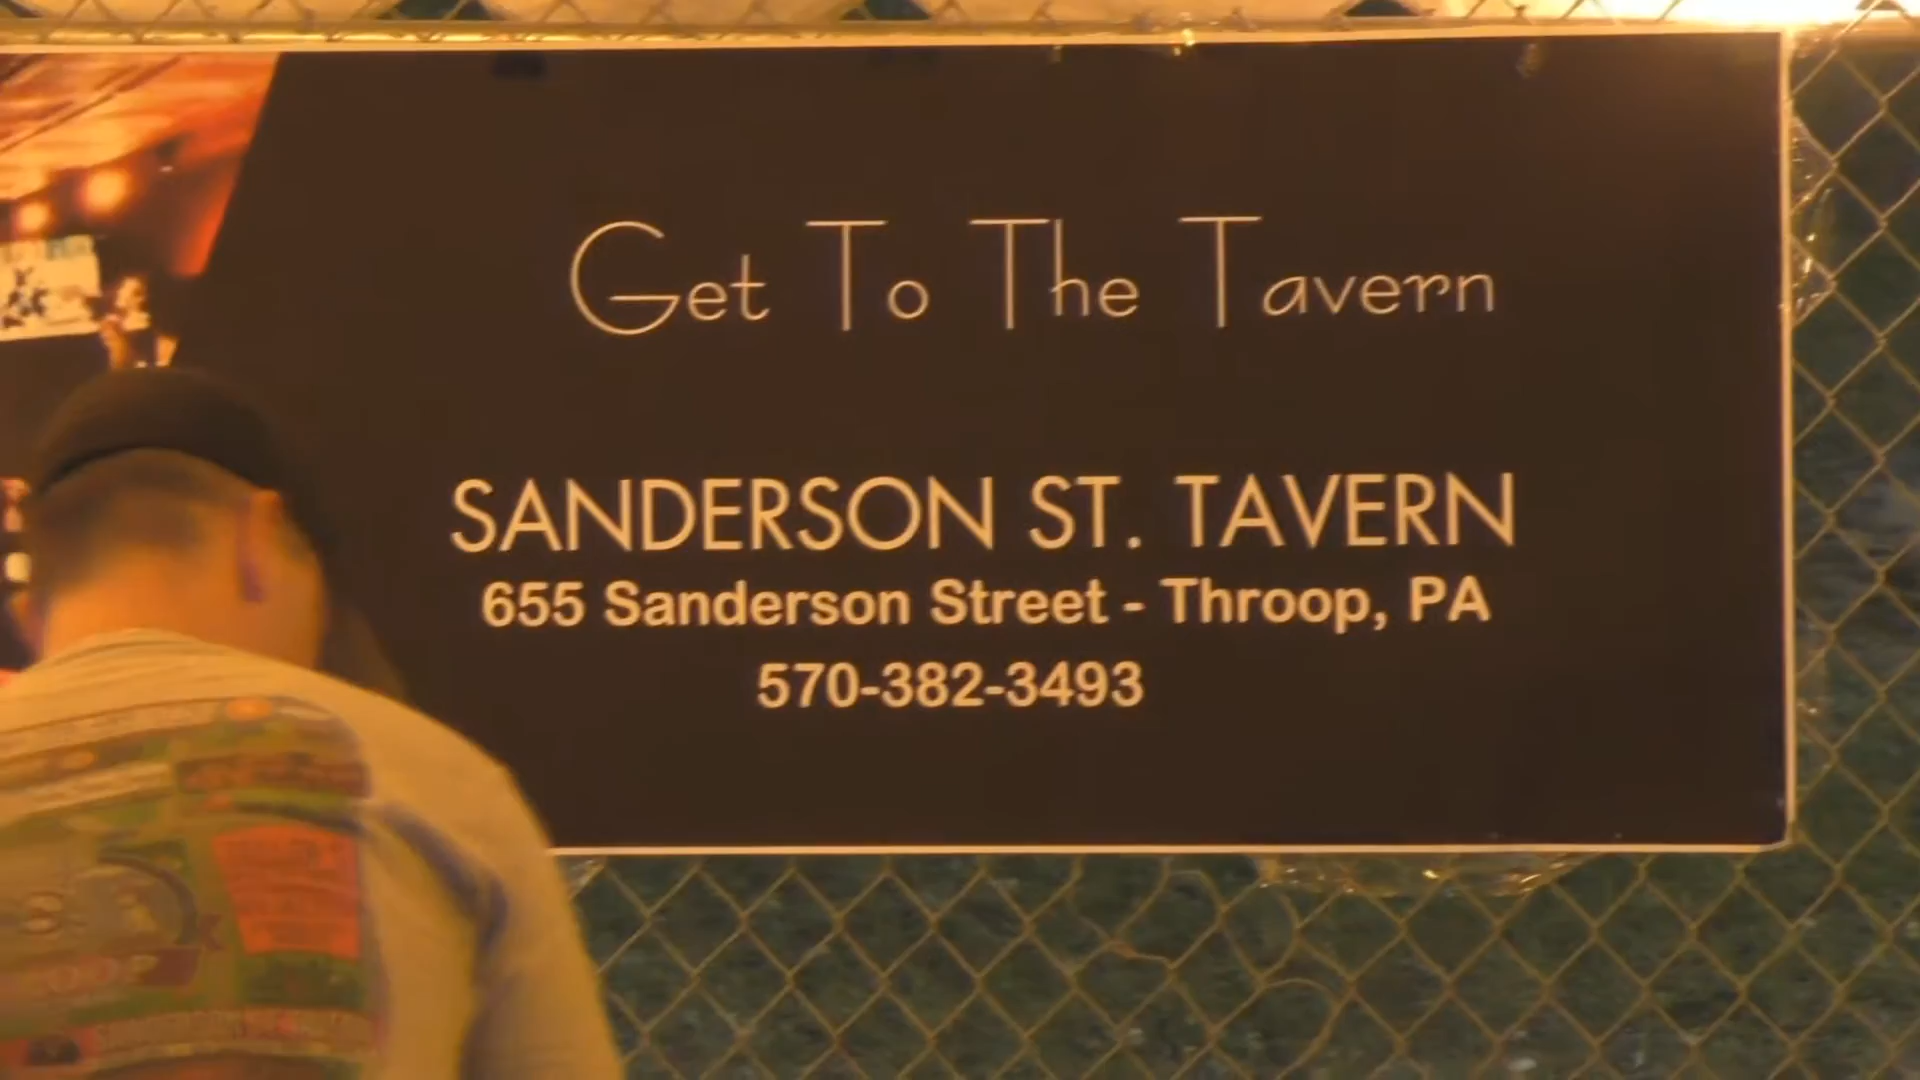 Get To The Tavern
SANDERSON ST. TAVERN
655 Sanderson Street - Throop, PA
570-382-3493